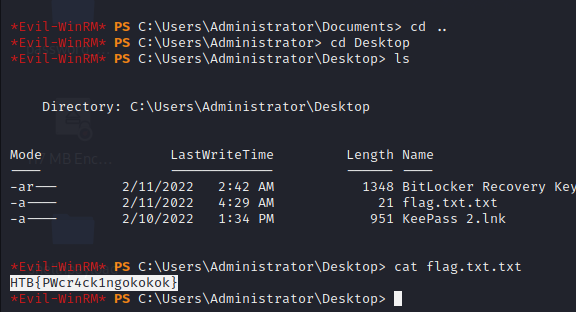 *Evil-WinRM* PS C:\Users\Administrator\Documents> cd ..
*Evil-WinRM* PS C:\Users\Administrator> cd Desktop
*Evil-WinRM* PS C:\Users\Administrator\Desktop> ls
Directory: C:\Users\Administrator\Desktop
Mode LastWriteTime Length Name
---- ------------- ------ ----
-ar--- 2/11/2022 2:42 AM 1348 BitLocker Recovery Key
-a---- 2/11/2022 4:29 AM 21 flag.txt.txt
-a---- 2/10/2022 1:34 PM 951 KeePass 2.lnk
*Evil-WinRM* PS C:\Users\Administrator\Desktop> cat flag.txt.txt
HTB{PWcr4ck1ngokokok}
*Evil-WinRM* PS C:\Users\Administrator\Desktop>